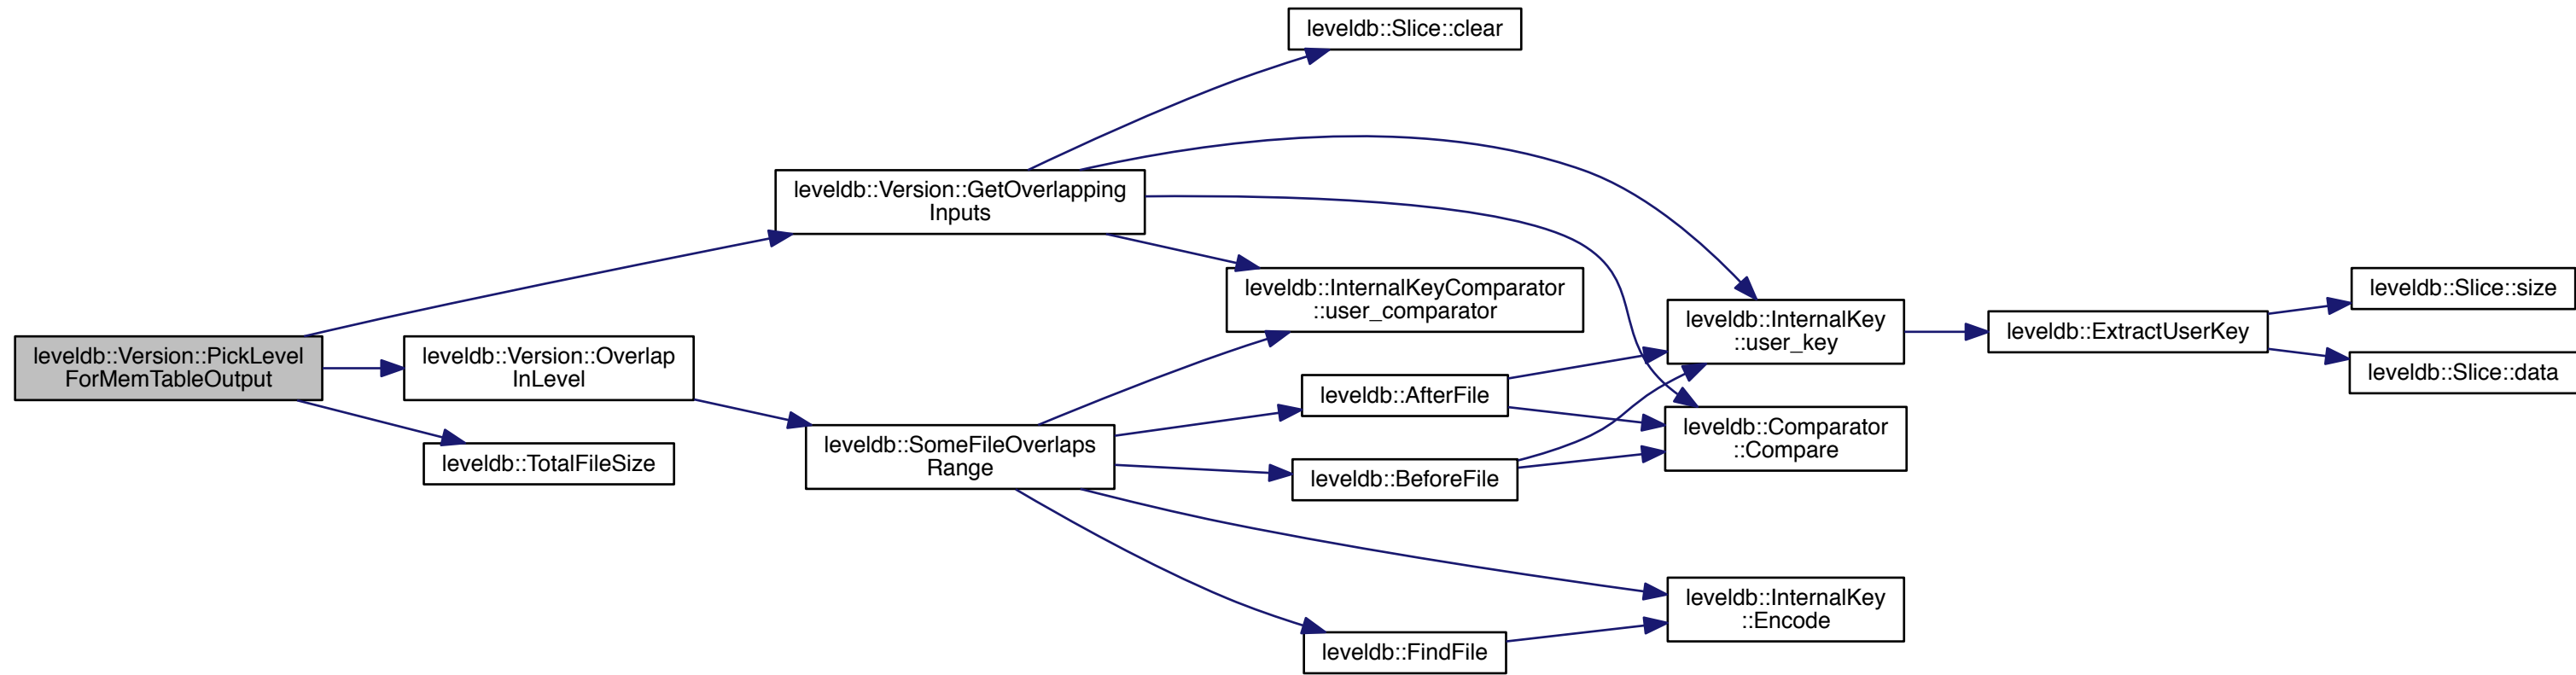 leveldb::Slice::clear
leveldb::Version::GetOverlapping
Inputs
leveldb::InternalKeyComparator
::user_comparator
leveldb::Slice::size
leveldb::InternalKey
::user_key
leveldb::ExtractUserKey
leveldb::Version::PickLevel
ForMemTableOutput
leveldb::Version::Overlap
InLevel
leveldb::Slice::data
leveldb::AfterFile
leveldb::Comparator
::Compare
leveldb::TotalFileSize
leveldb::SomeFileOverlaps
Range
leveldb::BeforeFile
leveldb::InternalKey
::Encode
leveldb::FindFile